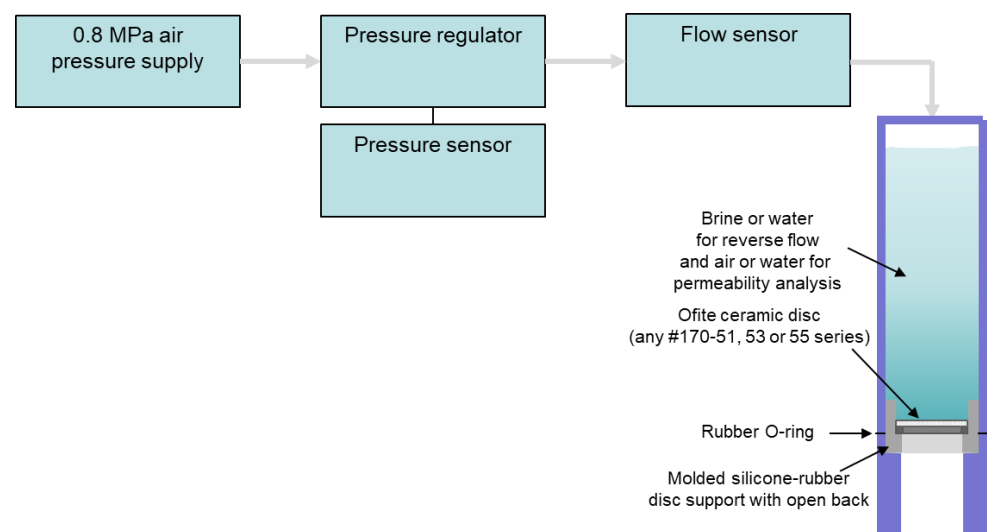 0.8 MPa air
pressure supply
Pressure regulator
Flow sensor
Pressure sensor
Brine or water
for reverse flow
and air or water for
permeability analysis
Ofite ceramic disc
(any #170-51, 53 or 55 series)
Rubber O-ring
Molded silicone-rubber
disc support with open back